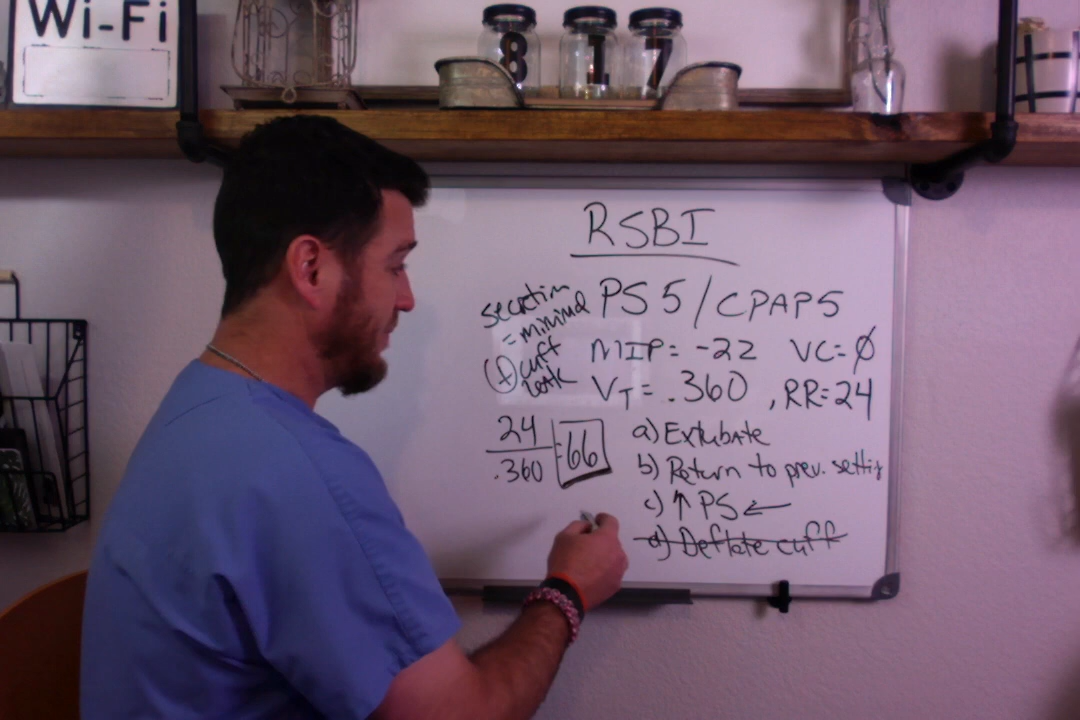 Wi-Fi
B 1 7
RSBI
PS 5 / CPAP 5
secretion
= minimal
(+) cuff
leak
MIP= -22 VC=Ø
VT= .360 , RR=24
24
.360
=66
a) Extubate
b) Return to prev. settin
c) ↑ PS ←
d) Deflate cuff